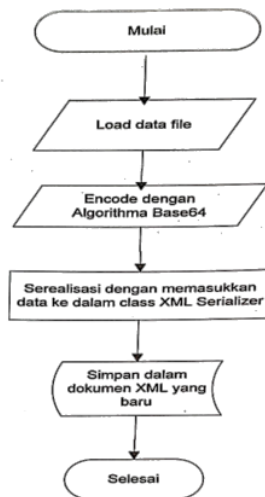 Mulai
Load data file
Encode dengan
Algorithma Base64
Serealisasi dengan memasukkan
data ke dalam class XML Serializer
Simpan dalam
dokumen XML yang
baru
Selesai